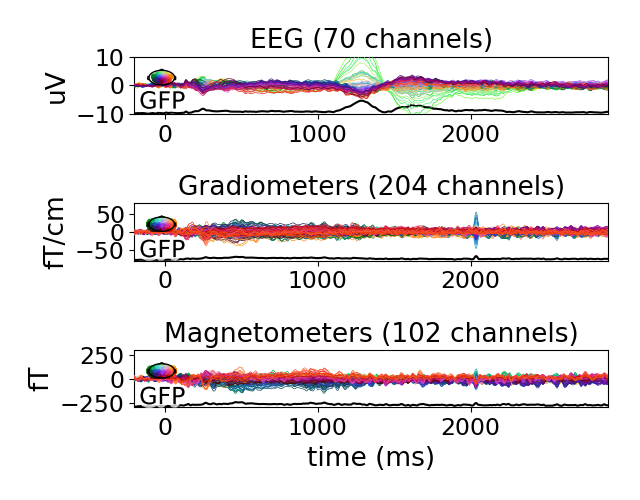 EEG (70 channels)
10
0
−10
uV
GFP
0 1000 2000
Gradiometers (204 channels)
50
0
−50
fT/cm
GFP
0 1000 2000
Magnetometers (102 channels)
250
0
−250
fT
GFP
0 1000 2000
time (ms)